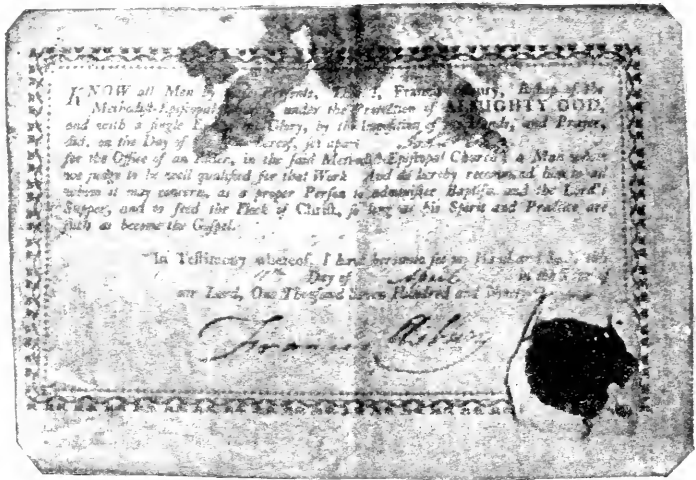 KNOW all Men by Presents, I, Francis Asbury, Bishop of the
Methodist-Episcopal under the Protection of ALMIGHTY GOD,
and with a single Glory, by the Imposition of Hands, and Prayer,
did, on the Day of hereof, set apart
for the Office of an Elder, in the said Methodist-Episcopal Church; a Man whom
we judge to be well qualified for that Work And do hereby recommend him to all
whom it may concern, as a proper Person to administer Baptism and the Lord's
Supper, and to feed the Flock of Christ, so long as his Spirit and Practice are
such as become the Gospel.
In Testimony whereof, I have hereunto set my Hand and Seal, this
Day of in the Year of
our Lord, One Thousand Seven Hundred and Ninety
Francis Asbury